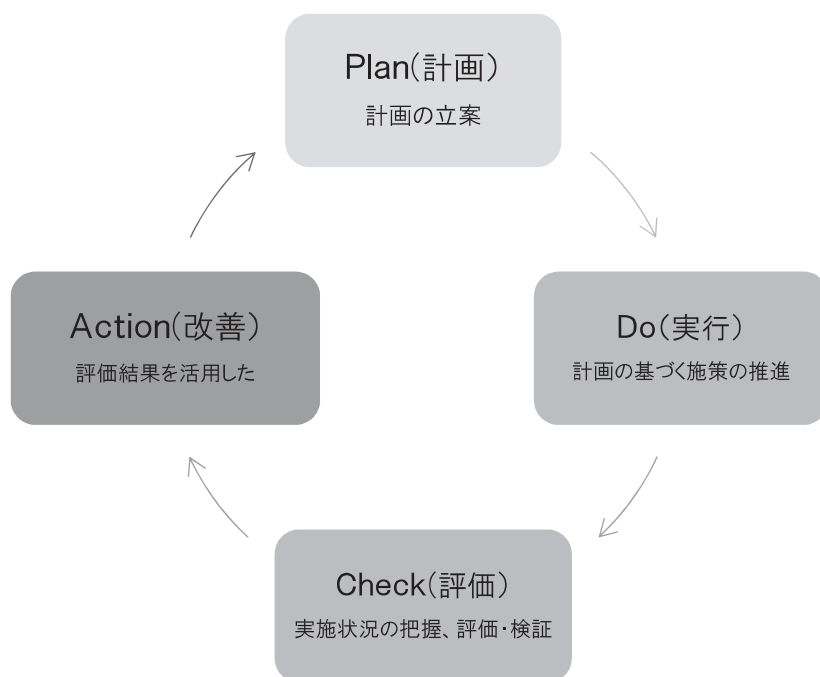 Plan(計画)
計画の立案
Do(実行)
計画の基づく施策の推進
Check(評価)
実施状況の把握、評価・検証
Action(改善)
評価結果を活用した